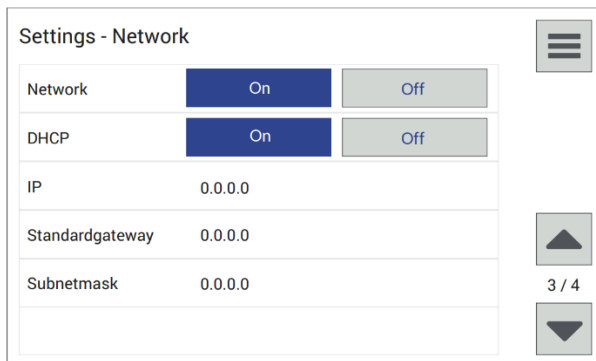 Settings - Network
Network On Off
DHCP On Off
IP 0.0.0.0
Standardgateway 0.0.0.0
Subnetmask 0.0.0.0
3 / 4